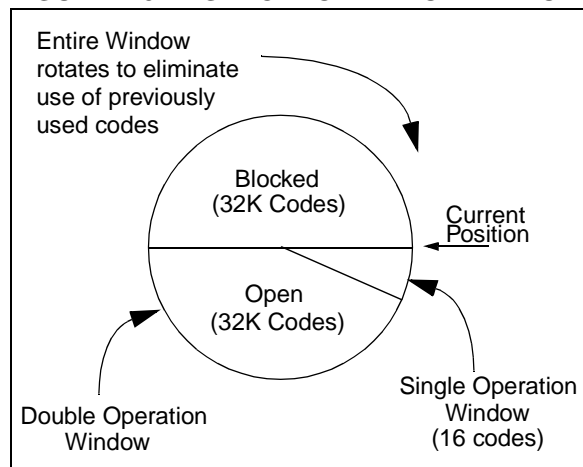 Entire Window
rotates to eliminate
use of previously
used codes
Blocked
(32K Codes)
Current
Position
Open
(32K Codes)
Double Operation
Window
Single Operation
Window
(16 codes)